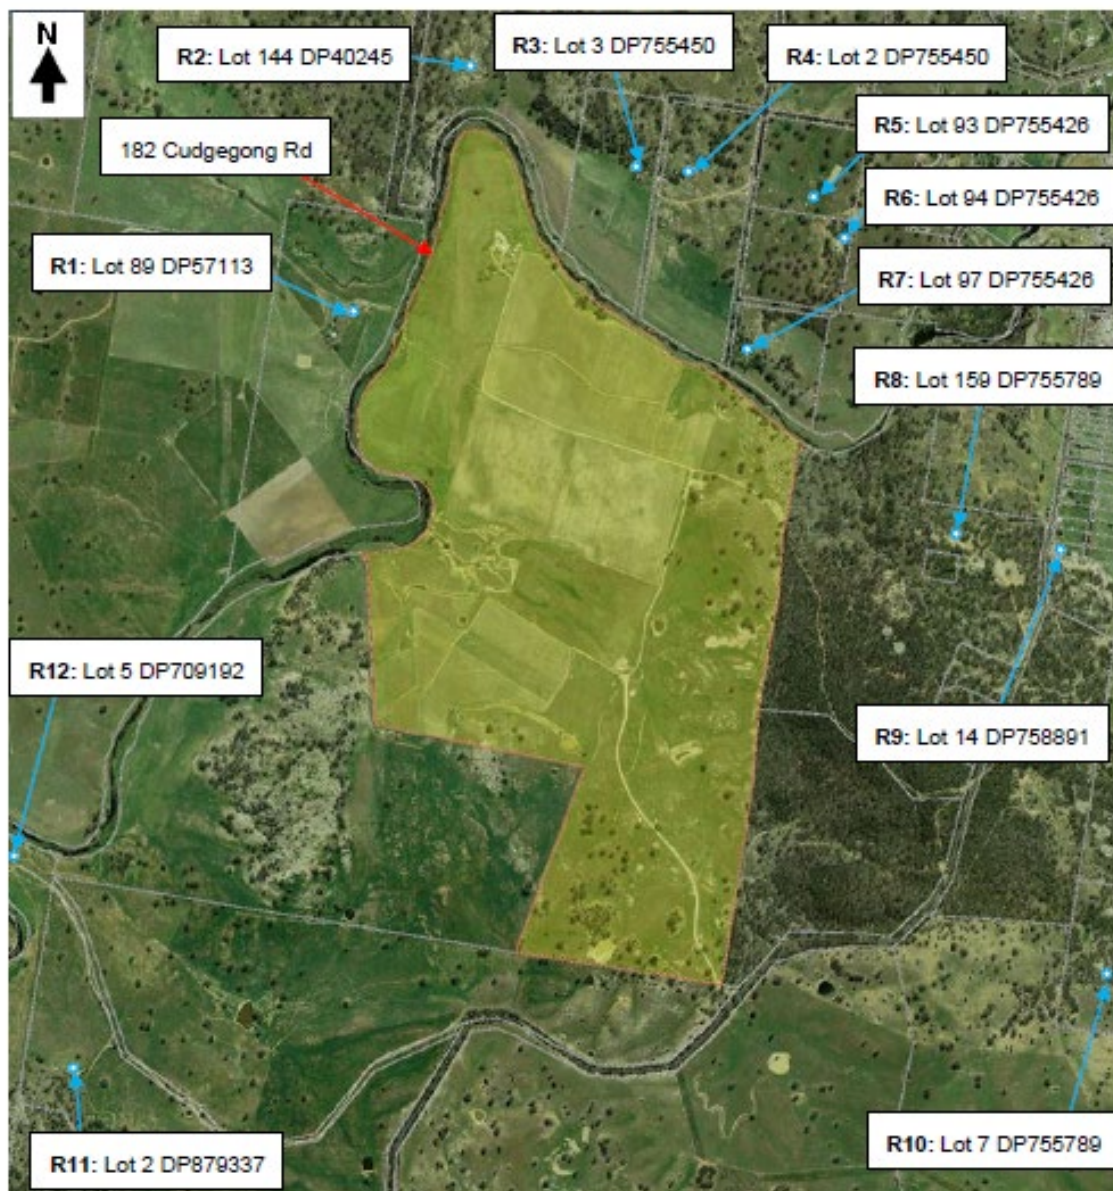 N
R2: Lot 144 DP40245
R3: Lot 3 DP755450
R4: Lot 2 DP755450
182 Cudgegong Rd
R5: Lot 93 DP755426
R6: Lot 94 DP755426
R1: Lot 89 DP57113
R7: Lot 97 DP755426
R8: Lot 159 DP755789
R12: Lot 5 DP709192
R9: Lot 14 DP758891
R10: Lot 7 DP755789
R11: Lot 2 DP879337